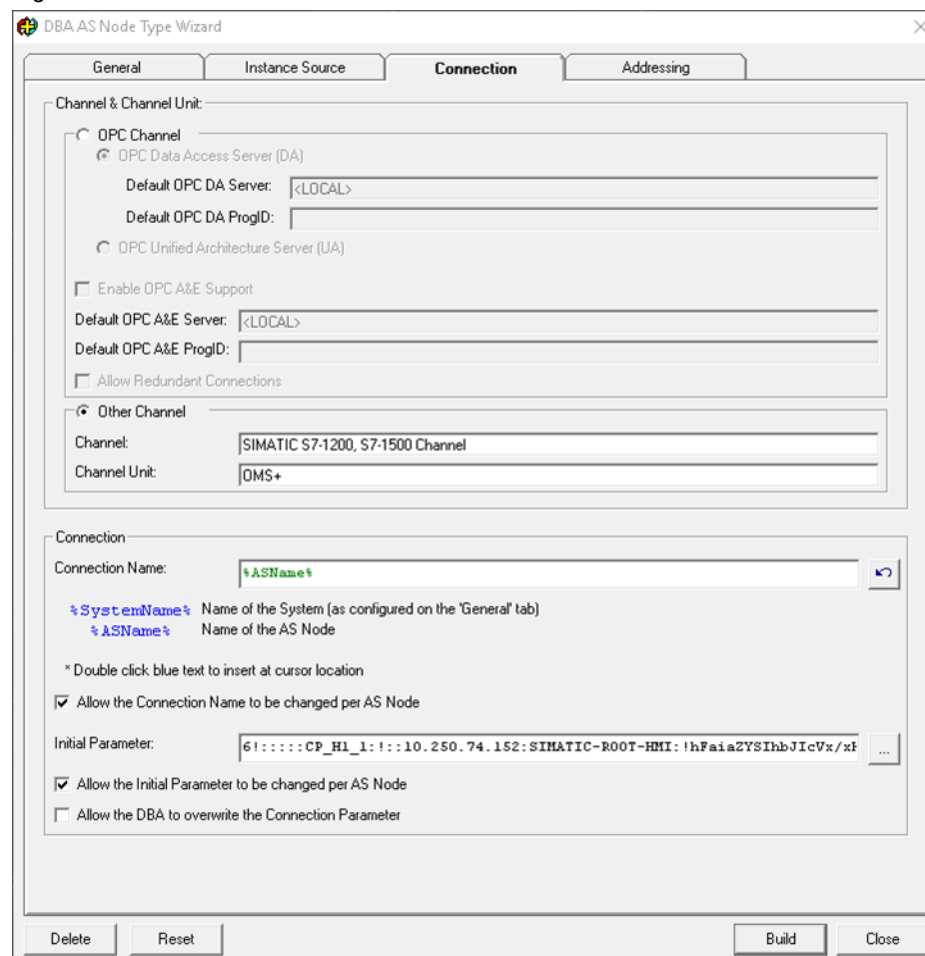 DBA AS Node Type Wizard
General Instance Source Connection Addressing
Channel & Channel Unit:
OPC Channel
OPC Data Access Server (DA)
Default OPC DA Server: <LOCAL>
Default OPC DA ProgID:
OPC Unified Architecture Server (UA)
Enable OPC A&E Support
Default OPC A&E Server: <LOCAL>
Default OPC A&E ProgID:
Allow Redundant Connections
Other Channel
Channel: SIMATIC S7-1200, S7-1500 Channel
Channel Unit: OMS+
Connection
Connection Name: %ASName%
%SystemName% Name of the System (as configured on the 'General' tab)
%ASName% Name of the AS Node
* Double click blue text to insert at cursor location
Allow the Connection Name to be changed per AS Node
Initial Parameter: 6!:::::CP_H1_1:!::10.250.74.152:SIMATIC-ROOT-HMI:!hFaiaZYSIhbJIcVx/x ...
Allow the Initial Parameter to be changed per AS Node
Allow the DBA to overwrite the Connection Parameter
Delete Reset Build Close